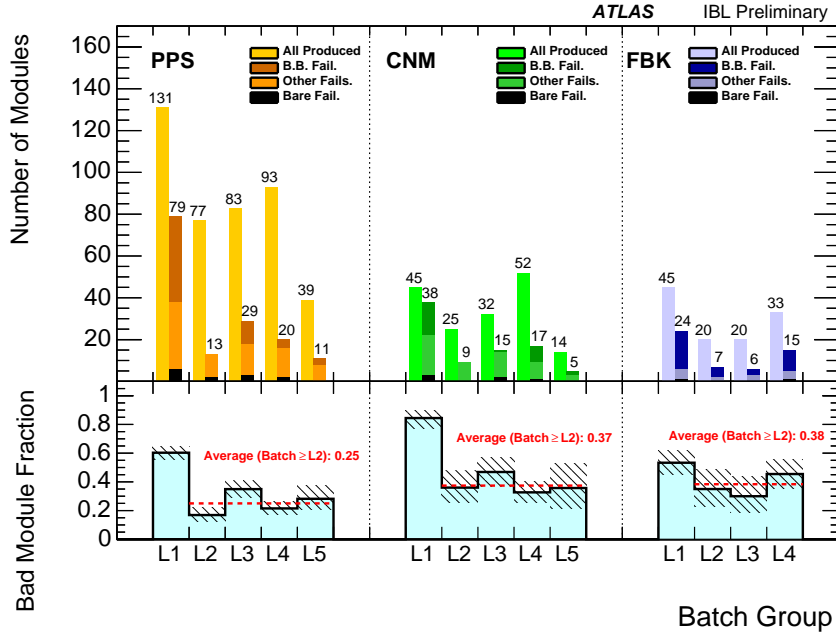 ATLAS IBL Preliminary
Number of Modules
160
140
120
100
80
60
40
20
PPS
All Produced
B.B. Fail.
Other Fails.
Bare Fail.
131
79
77
13
83
29
93
20
39
11
CNM
All Produced
B.B. Fail.
Other Fails.
Bare Fail.
45
38
25
9
32
15
52
17
14
5
FBK
All Produced
B.B. Fail.
Other Fails.
Bare Fail.
45
24
20
7
20
6
33
15
Bad Module Fraction
1
0.8
0.6
0.4
0.2
0
Average (Batch ≥ L2): 0.25
Average (Batch ≥ L2): 0.37
Average (Batch ≥ L2): 0.38
L1 L2 L3 L4 L5 L1 L2 L3 L4 L5 L1 L2 L3 L4
Batch Group